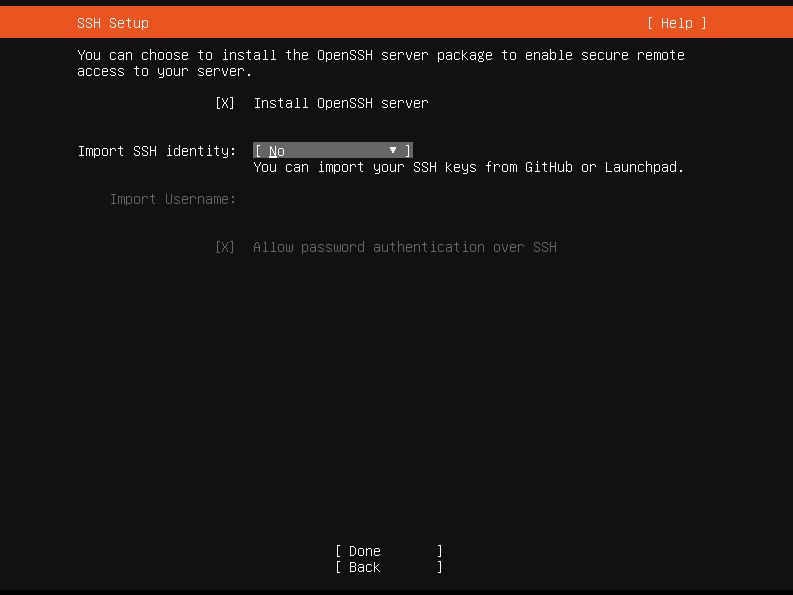 SSH Setup [ Help ]
You can choose to install the OpenSSH server package to enable secure remote
access to your server.
[X] Install OpenSSH server
Import SSH identity: [ No ▼ ]
You can import your SSH keys from GitHub or Launchpad.
Import Username:
[X] Allow password authentication over SSH
[ Done ]
[ Back ]